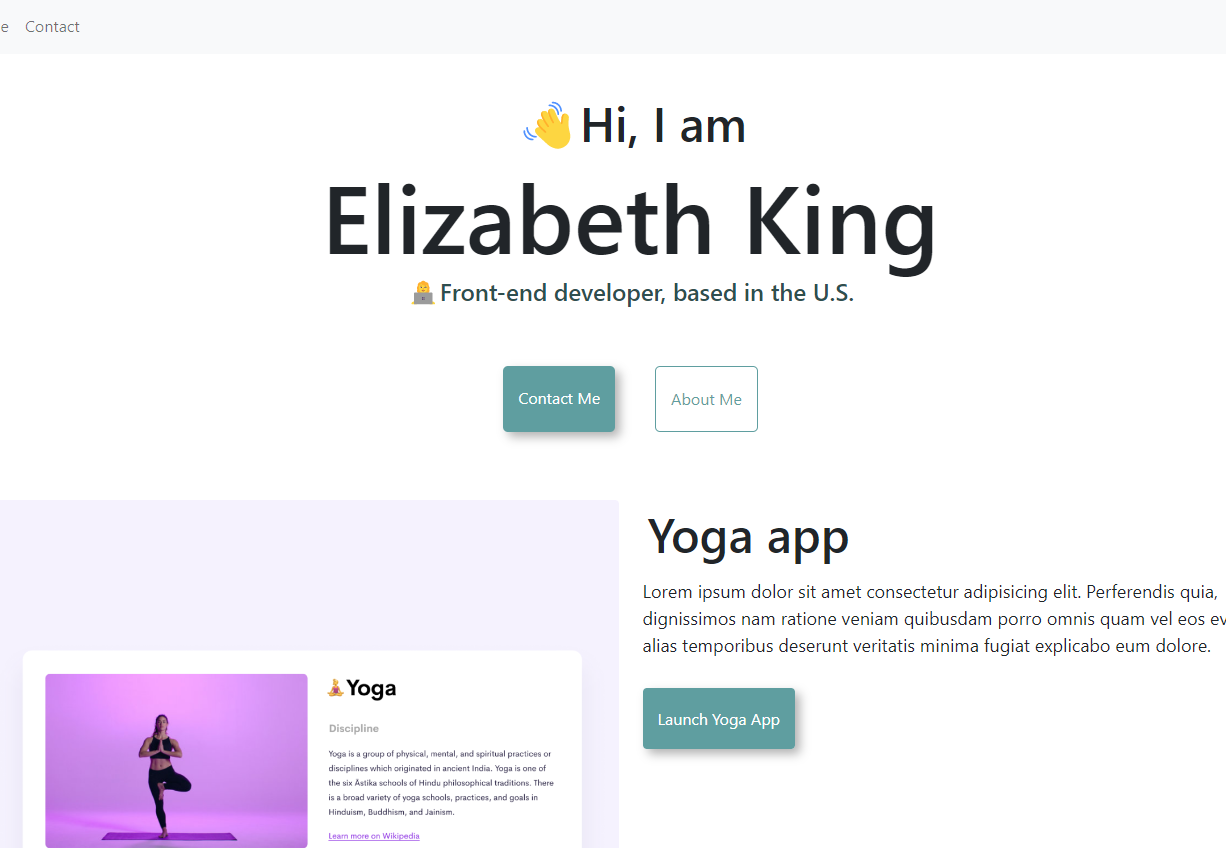 e Contact
👋 Hi, I am
Elizabeth King
Front-end developer, based in the U.S.
Contact Me
About Me
Yoga app
Lorem ipsum dolor sit amet consectetur adipisicing elit. Perferendis quia,
dignissimos nam ratione veniam quibusdam porro omnis quam vel eos ev
alias temporibus deserunt veritatis minima fugiat explicabo eum dolore.
Launch Yoga App
Yoga
Discipline
Yoga is a group of physical, mental, and spiritual practices or
disciplines which originated in ancient India. Yoga is one of
the six Āstika schools of Hindu philosophical traditions. There
is a broad variety of yoga schools, practices, and goals in
Hinduism, Buddhism, and Jainism.
Learn more on Wikipedia